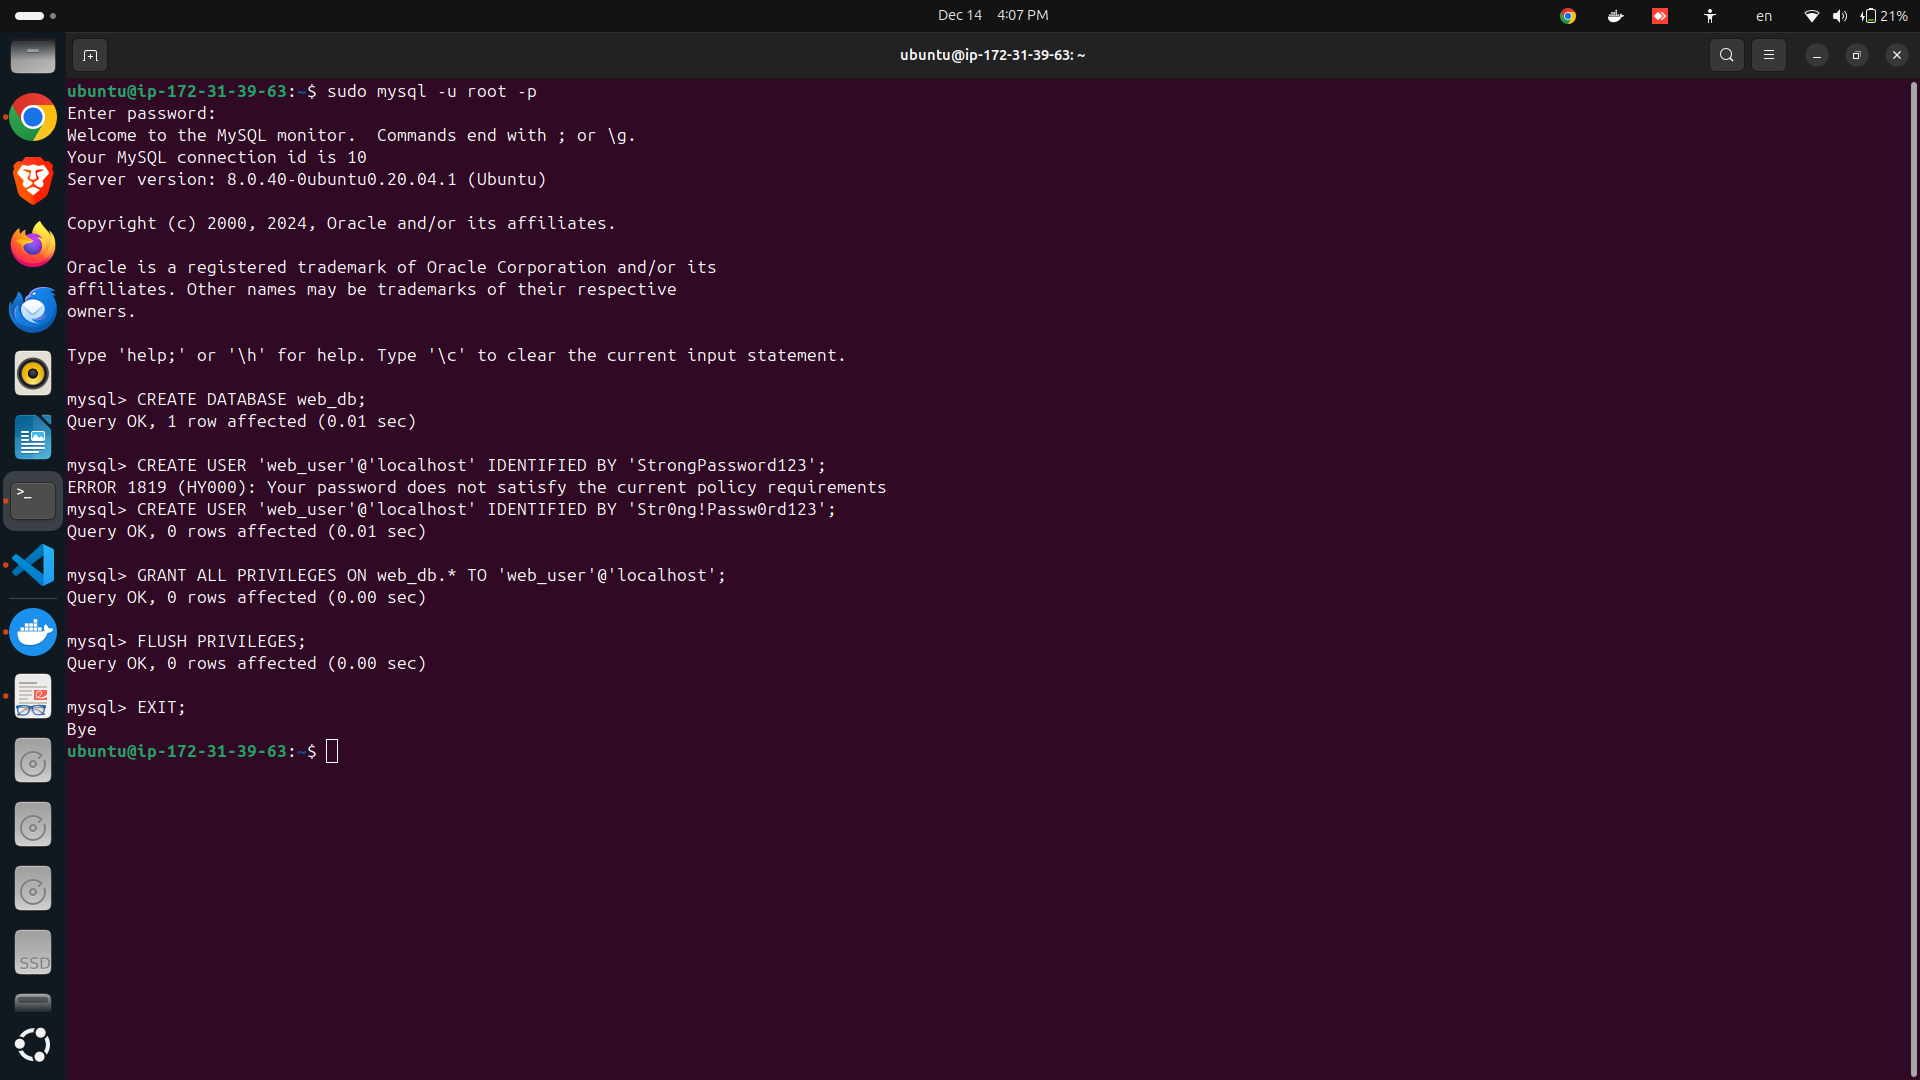 Dec 14 4:07 PM
en
21%
ubuntu@ip-172-31-39-63: ~
ubuntu@ip-172-31-39-63:~$ sudo mysql -u root -p
Enter password:
Welcome to the MySQL monitor.  Commands end with ; or \g.
Your MySQL connection id is 10
Server version: 8.0.40-0ubuntu0.20.04.1 (Ubuntu)
Copyright (c) 2000, 2024, Oracle and/or its affiliates.
Oracle is a registered trademark of Oracle Corporation and/or its
affiliates. Other names may be trademarks of their respective
owners.
Type 'help;' or '\h' for help. Type '\c' to clear the current input statement.
mysql> CREATE DATABASE web_db;
Query OK, 1 row affected (0.01 sec)
mysql> CREATE USER 'web_user'@'localhost' IDENTIFIED BY 'StrongPassword123';
ERROR 1819 (HY000): Your password does not satisfy the current policy requirements
mysql> CREATE USER 'web_user'@'localhost' IDENTIFIED BY 'Str0ng!Passw0rd123';
Query OK, 0 rows affected (0.01 sec)
mysql> GRANT ALL PRIVILEGES ON web_db.* TO 'web_user'@'localhost';
Query OK, 0 rows affected (0.00 sec)
mysql> FLUSH PRIVILEGES;
Query OK, 0 rows affected (0.00 sec)
mysql> EXIT;
Bye
ubuntu@ip-172-31-39-63:~$
>_
SSD